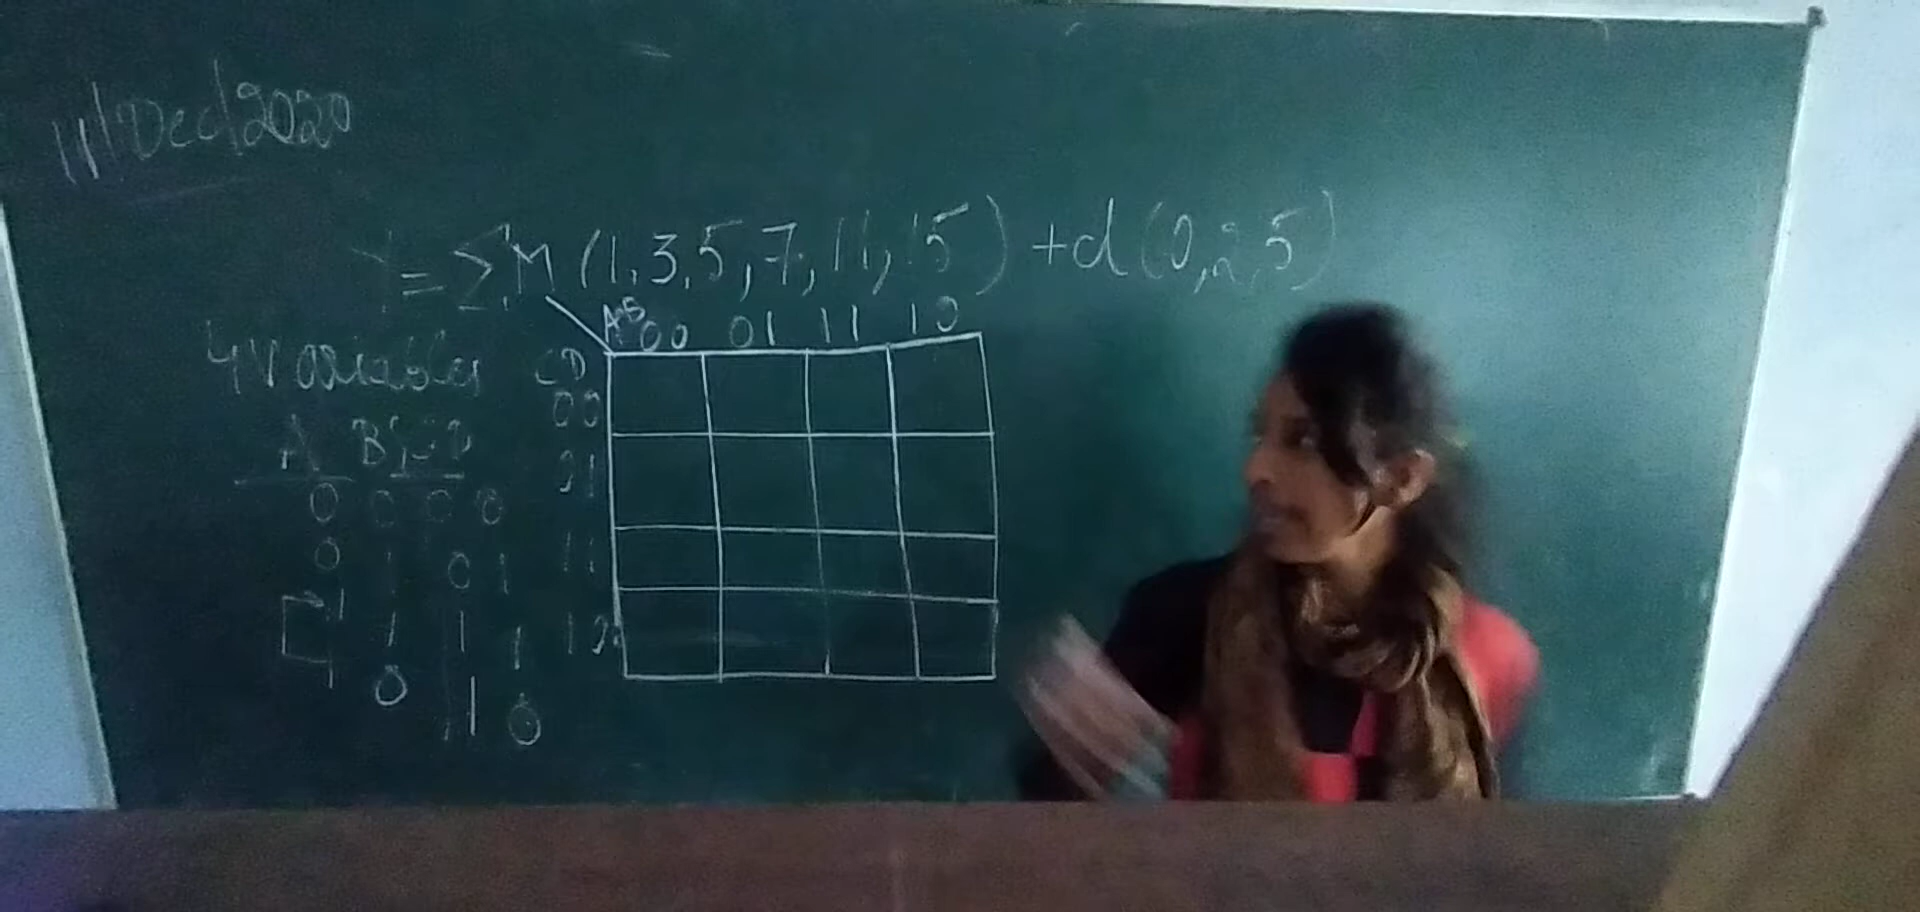 11/Dec/2020
Y = ΣM (1,3,5,7,11,15) + d(0,2,5)
AB 00 01 11 10
4 Variables
CD
00
A B C D
01
0 0 0 0
11
0 1 0 1
10
1 1 1 1
1 0 1 0